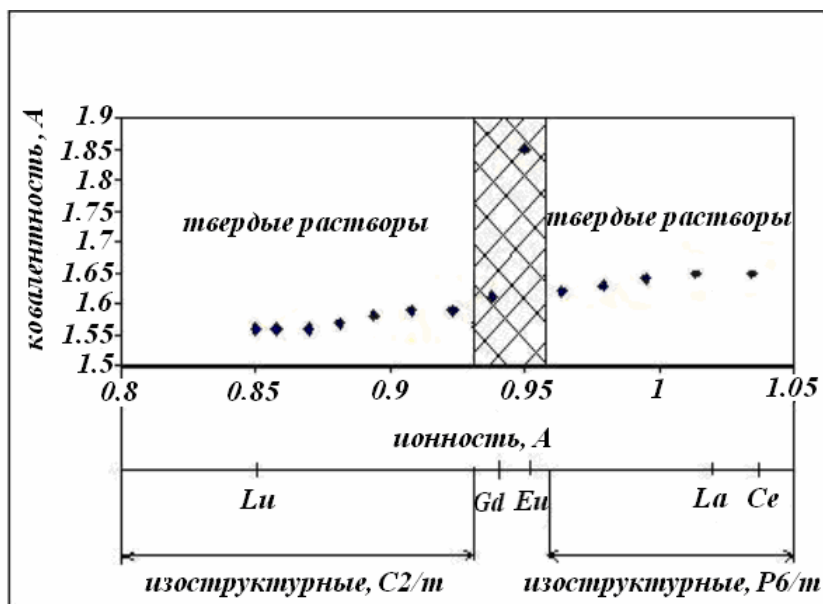 ковалентность, А
1.9
1.85
1.8
1.75
1.7
1.65
1.6
1.55
1.5
твердые растворы
твердые растворы
0.8
0.85
0.9
0.95
1
1.05
ионность, А
Lu
Gd
Eu
La
Ce
изоструктурные, C2/m
изоструктурные, P6/m